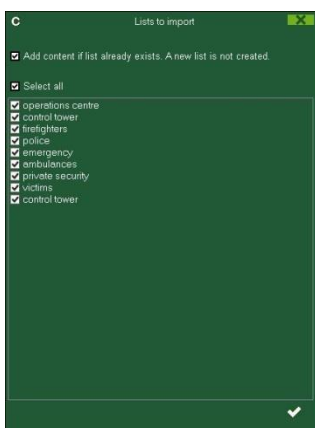 C Lists to import X
Add content if list already exists. A new list is not created.
Select all
operations centre
control tower
firefighters
police
emergency
ambulances
private security
victims
control tower